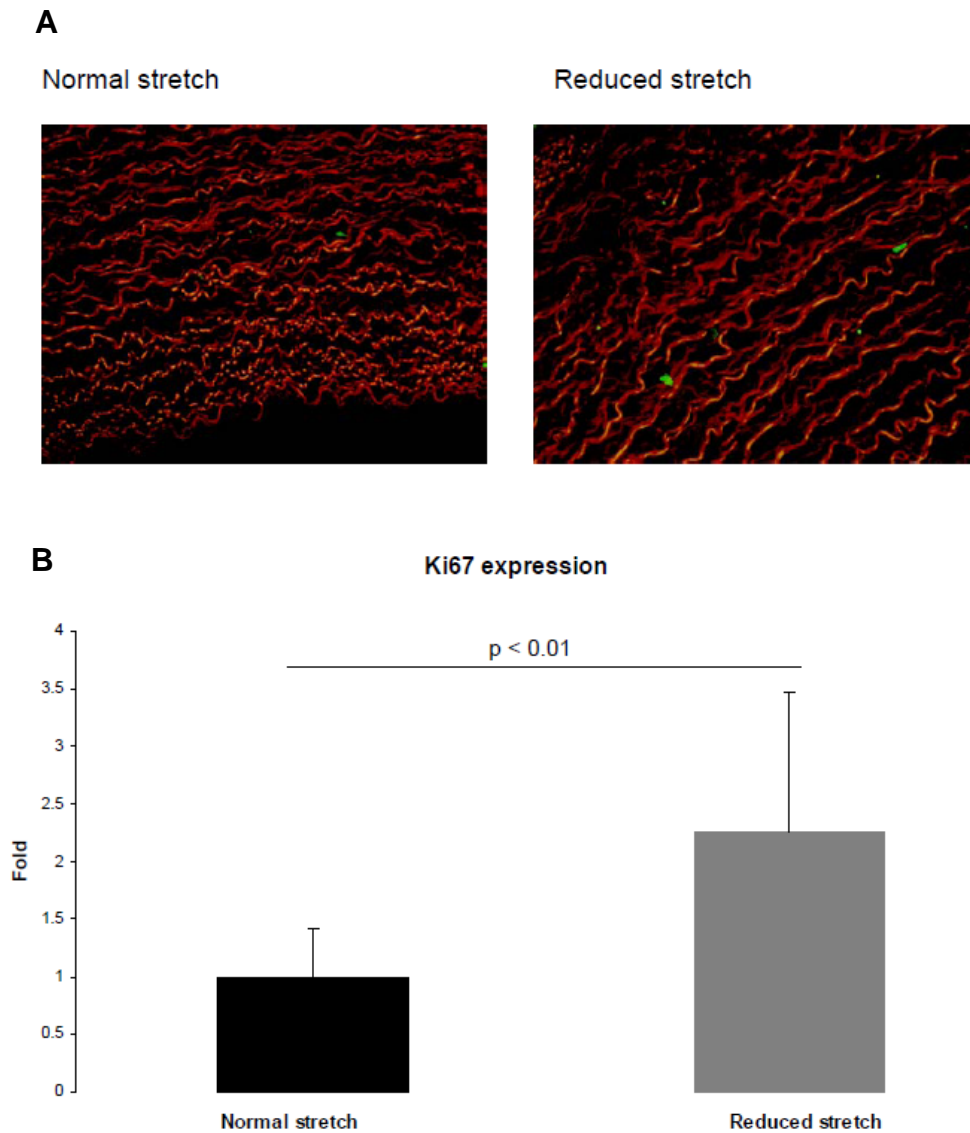 A
Normal stretch
Reduced stretch
B
Ki67 expression
p < 0.01
4
3.5
3
2.5
2
1.5
1
0.5
0
Fold
Normal stretch
Reduced stretch